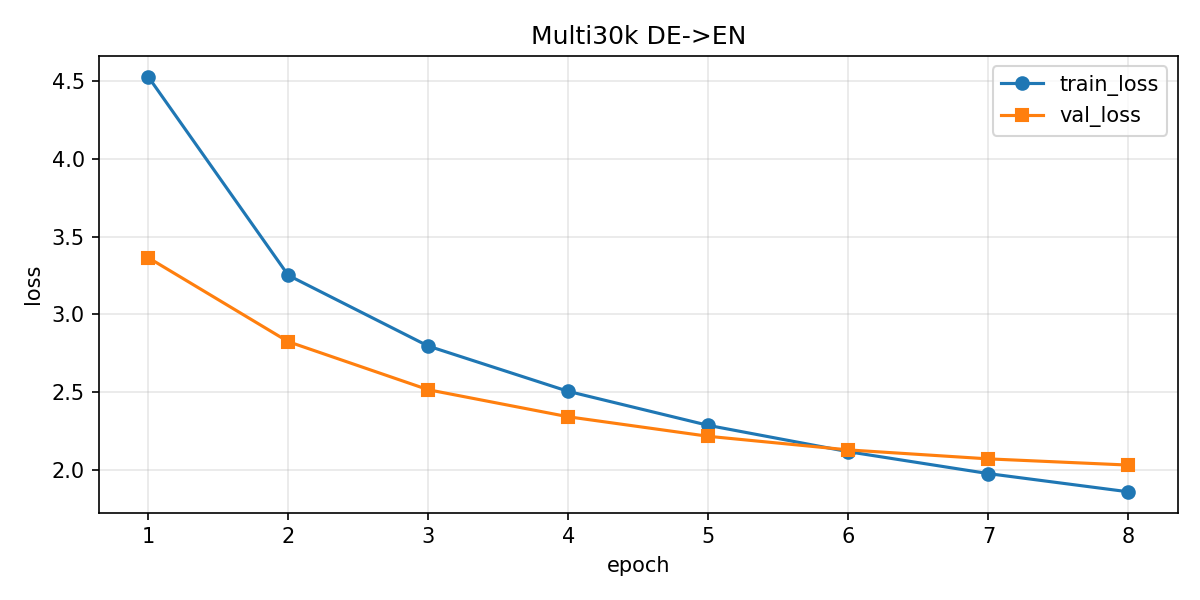 Multi30k DE->EN
train_loss
val_loss
4.5
4.0
3.5
3.0
2.5
2.0
loss
1 2 3 4 5 6 7 8
epoch